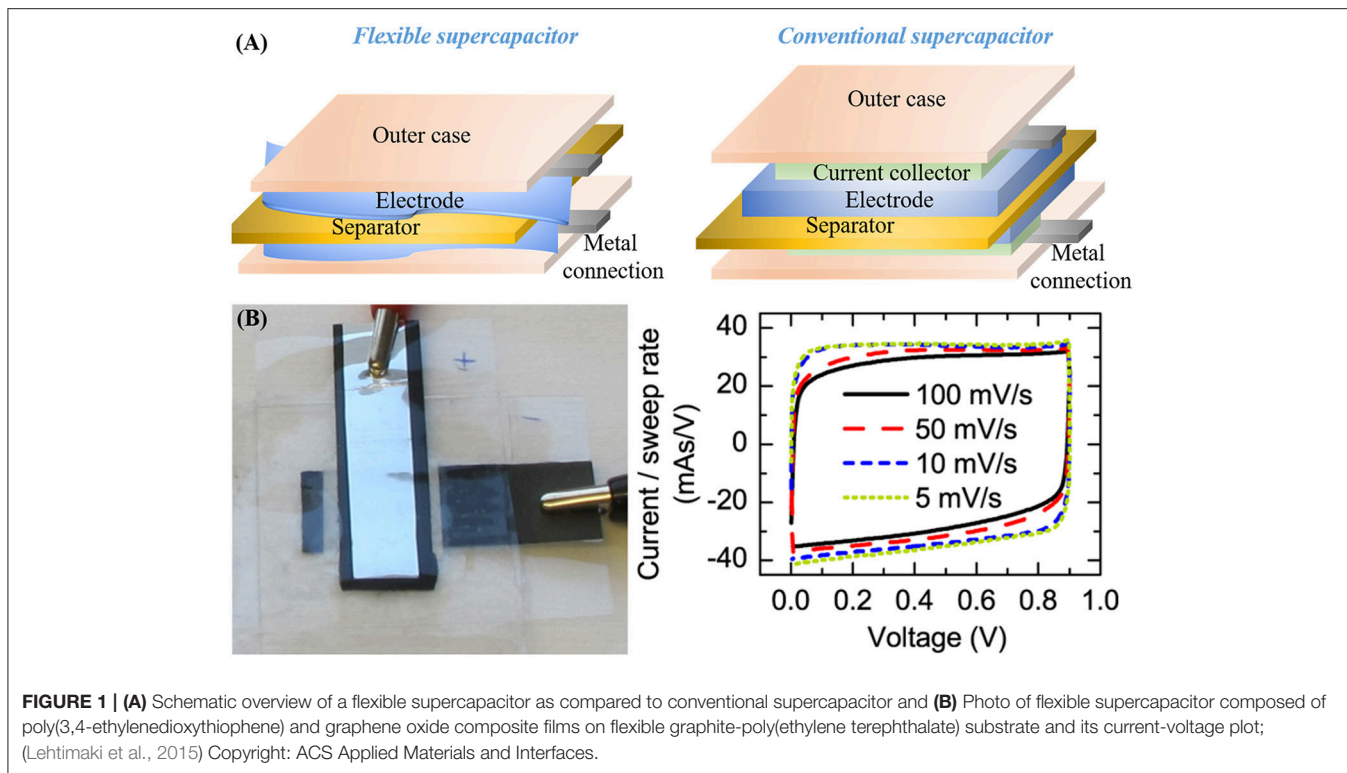 (A)
Flexible supercapacitor
Conventional supercapacitor
Outer case
Electrode
Separator
Metal
connection
Outer case
Current collector
Electrode
Separator
Metal
connection
(B)
+
-
Current / sweep rate
(mAs/V)
40
20
0
-20
-40
100 mV/s
50 mV/s
10 mV/s
5 mV/s
0.0 0.2 0.4 0.6 0.8 1.0
Voltage (V)
FIGURE 1 | (A) Schematic overview of a flexible supercapacitor as compared to conventional supercapacitor and (B) Photo of flexible supercapacitor composed of
poly(3,4-ethylenedioxythiophene) and graphene oxide composite films on flexible graphite-poly(ethylene terephthalate) substrate and its current-voltage plot;
(Lehtimaki et al., 2015) Copyright: ACS Applied Materials and Interfaces.